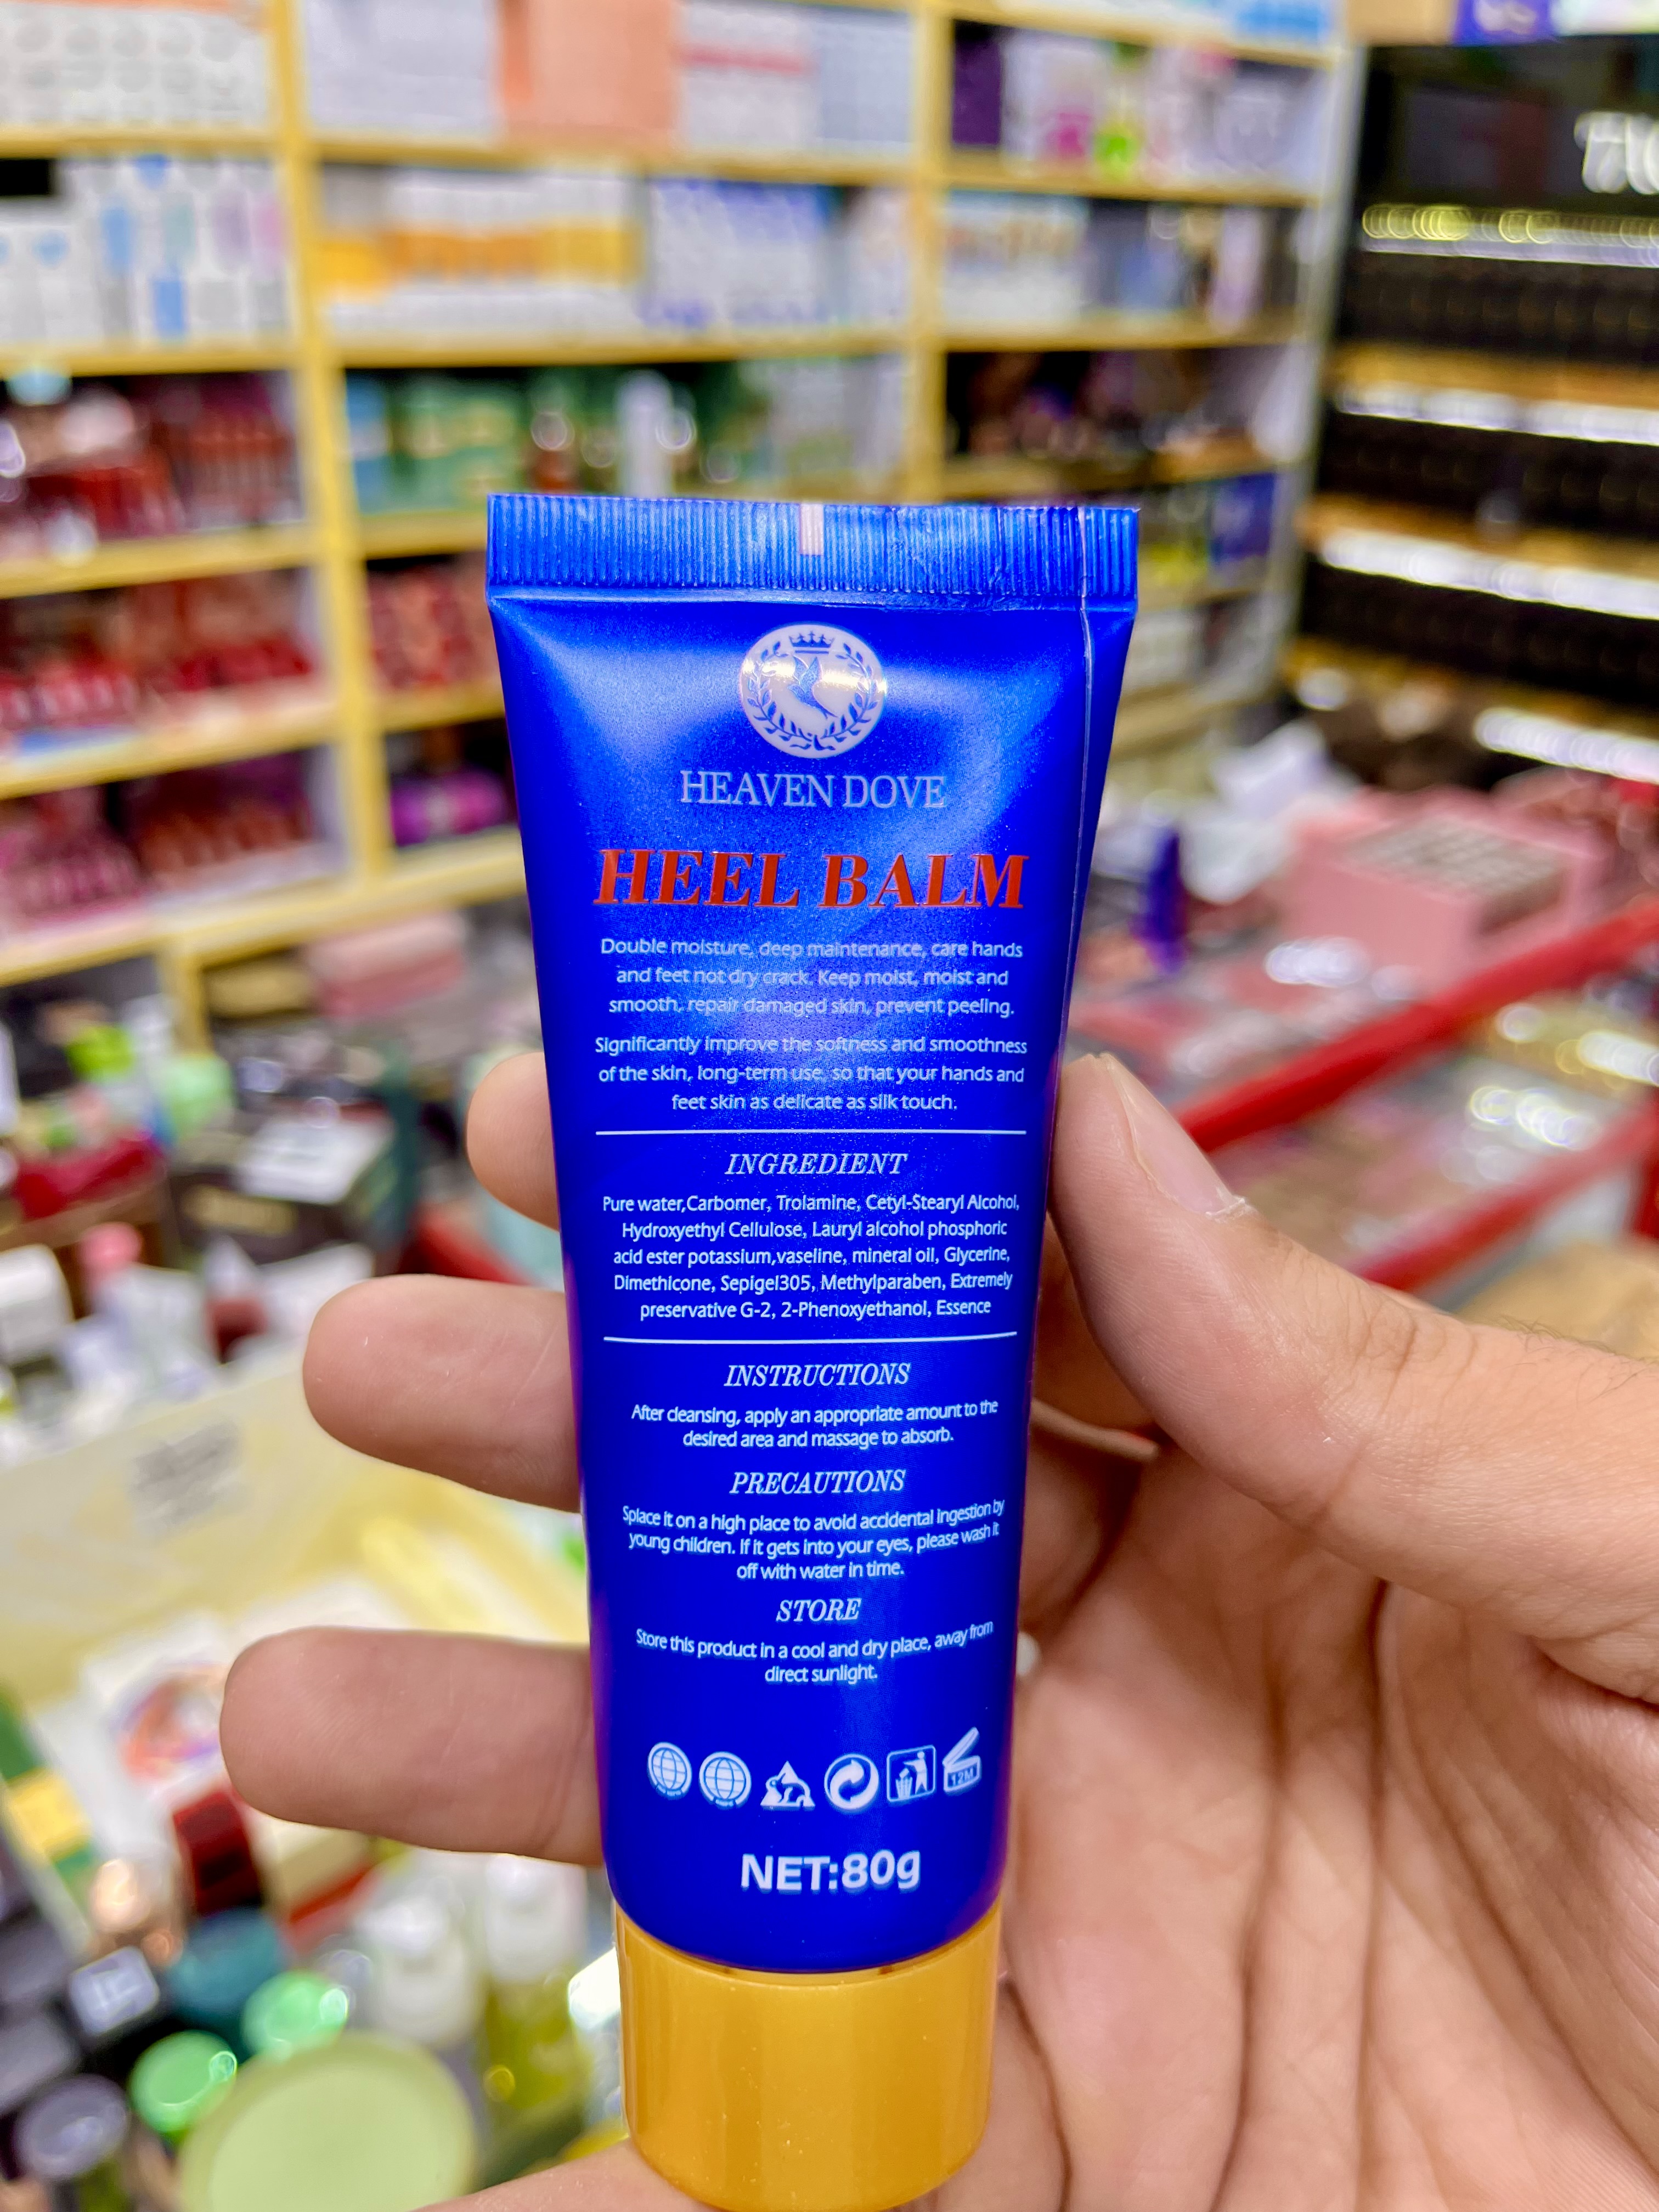 HEAVEN DOVE
HEEL BALM
Double moisture, deep maintenance, care hands
and feet not dry crack. Keep moist, moist and
smooth, repair damaged skin, prevent peeling.
Significantly improve the softness and smoothness
of the skin, long-term use, so that your hands and
feet skin as delicate as silk touch.
INGREDIENT
Pure water,Carbomer, Trolamine, Cetyl-Stearyl Alcohol,
Hydroxyethyl Cellulose, Lauryl alcohol phosphoric
acid ester potassium,vaseline, mineral oil, Glycerine,
Dimethicone, Sepigel305, Methylparaben, Extremely
preservative G-2, 2-Phenoxyethanol, Essence
INSTRUCTIONS
After cleansing, apply an appropriate amount to the
desired area and massage to absorb.
PRECAUTIONS
Splace it on a high place to avoid accidental ingestion by
young children. If it gets into your eyes, please wash it
off with water in time.
STORE
Store this product in a cool and dry place, away from
direct sunlight.
12M
NET:80g